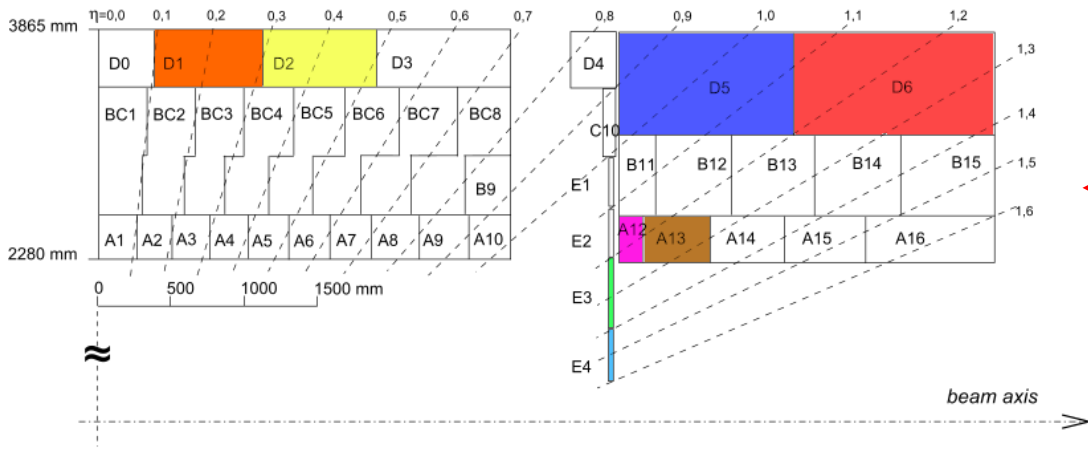 η=0,0 0,1 0,2 0,3 0,4 0,5 0,6 0,7 0,8 0,9 1,0 1,1 1,2
3865 mm
1,3
D0 D1 D2 D3 D4 D5 D6
1,4
BC1 BC2 BC3 BC4 BC5 BC6 BC7 BC8 C10
1,5
B9 E1 B11 B12 B13 B14 B15
1,6
A1 A2 A3 A4 A5 A6 A7 A8 A9 A10 E2 A12 A13 A14 A15 A16
2280 mm
0 500 1000 1500 mm
E3
E4
beam axis